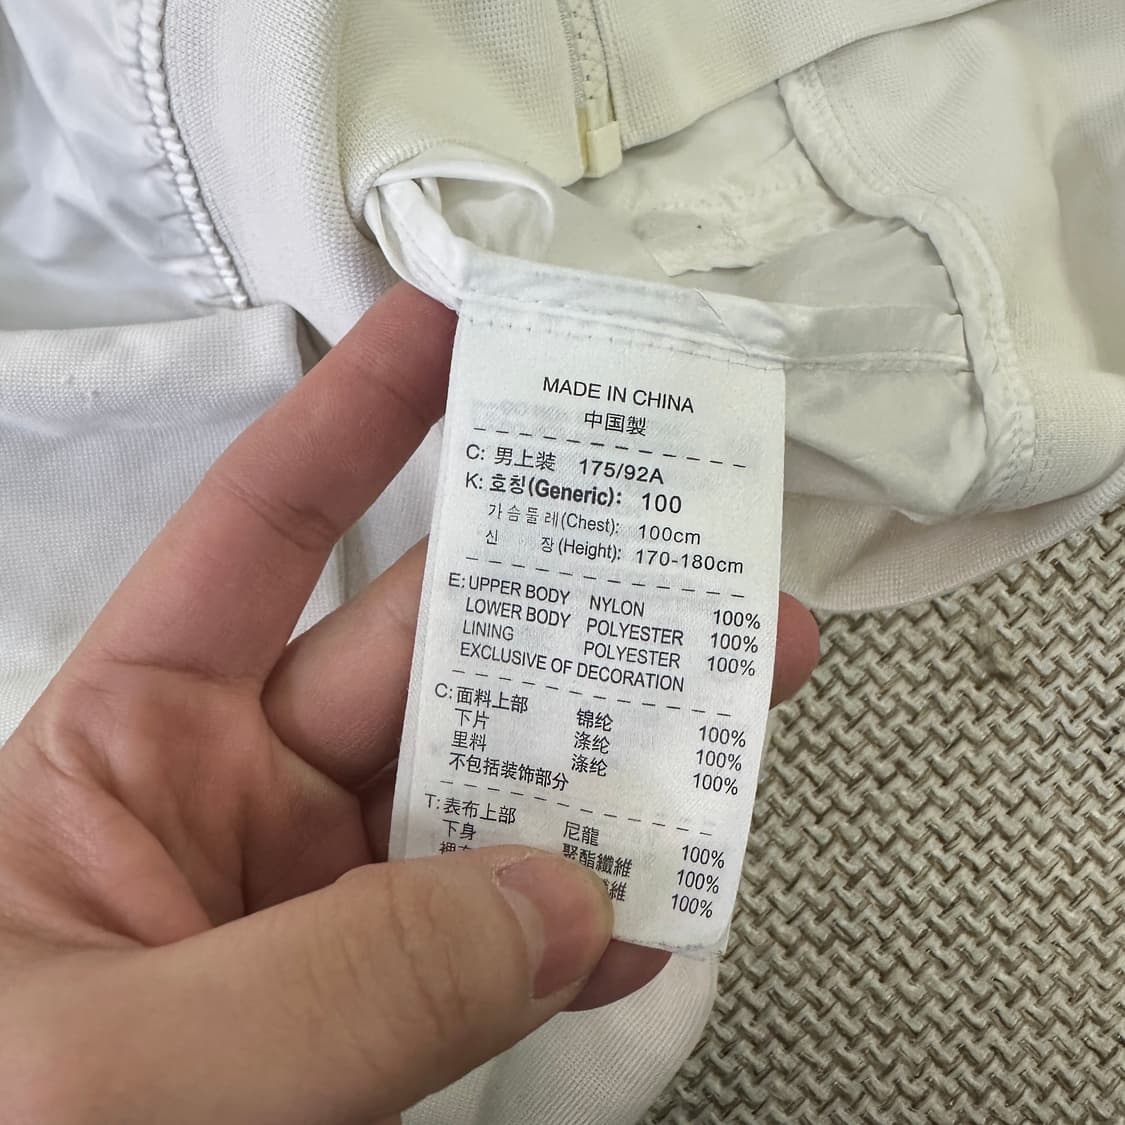 MADE IN CHINA
中国製
C: 男上装 175/92A
K: 호칭(Generic): 100
가슴둘레(Chest): 100cm
신 장(Height): 170-180cm
E: UPPER BODY NYLON 100%
LOWER BODY POLYESTER 100%
LINING POLYESTER 100%
EXCLUSIVE OF DECORATION
C: 面料上部 锦纶 100%
下片 涤纶 100%
里料 涤纶 100%
不包括装饰部分
T: 表布上部 尼龍 100%
下身 聚酯纖維 100%
維 100%